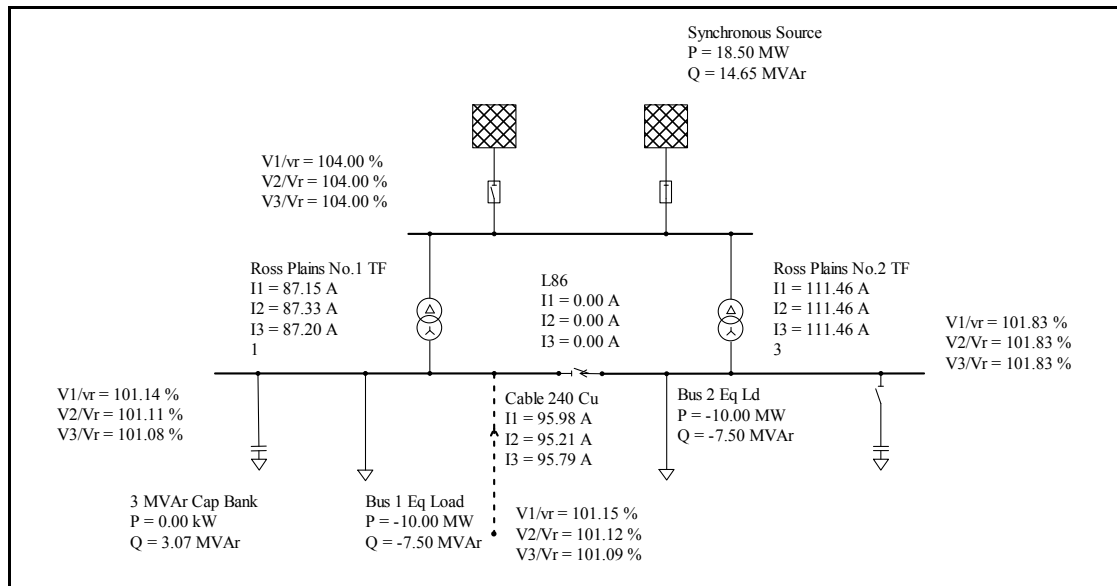 Synchronous Source
P = 18.50 MW
Q = 14.65 MVAr
V1/vr = 104.00 %
V2/Vr = 104.00 %
V3/Vr = 104.00 %
Ross Plains No.1 TF
I1 = 87.15 A
I2 = 87.33 A
I3 = 87.20 A
1
L86
I1 = 0.00 A
I2 = 0.00 A
I3 = 0.00 A
Ross Plains No.2 TF
I1 = 111.46 A
I2 = 111.46 A
I3 = 111.46 A
3
V1/vr = 101.83 %
V2/Vr = 101.83 %
V3/Vr = 101.83 %
V1/vr = 101.14 %
V2/Vr = 101.11 %
V3/Vr = 101.08 %
Cable 240 Cu
I1 = 95.98 A
I2 = 95.21 A
I3 = 95.79 A
Bus 2 Eq Ld
P = -10.00 MW
Q = -7.50 MVAr
3 MVAr Cap Bank
P = 0.00 kW
Q = 3.07 MVAr
Bus 1 Eq Load
P = -10.00 MW
Q = -7.50 MVAr
V1/vr = 101.15 %
V2/Vr = 101.12 %
V3/Vr = 101.09 %